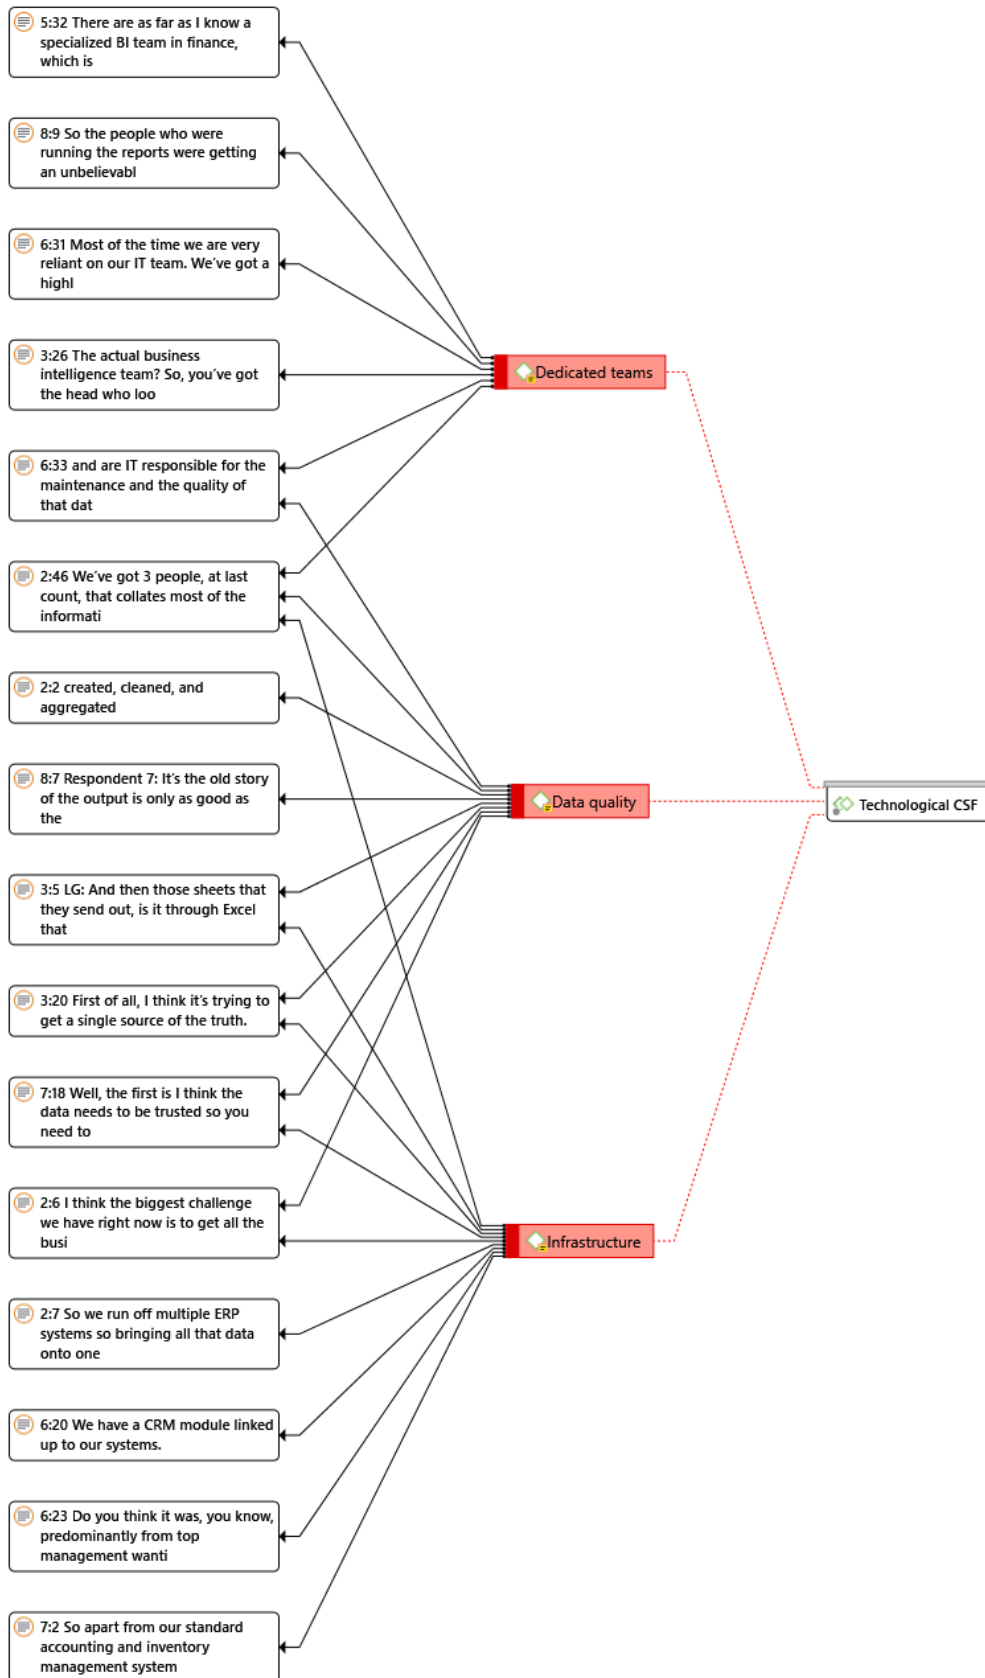 5:32 There are as far as I know a
specialized BI team in finance,
which is
8:9 So the people who were
running the reports were getting
an unbelievabl
6:31 Most of the time we are very
reliant on our IT team. We've got a
highl
3:26 The actual business
intelligence team? So, you've got
the head who loo
Dedicated teams
6:33 and are IT responsible for the
maintenance and the quality of
that dat
2:46 We've got 3 people, at last
count, that collates most of the
informati
2:2 created, cleaned, and
aggregated
8:7 Respondent 7: It's the old story
of the output is only as good as
the
Data quality
Technological CSF
3:5 LG: And then those sheets that
they send out, is it through Excel
that
3:20 First of all, I think it's trying to
get a single source of the truth.
7:18 Well, the first is I think the
data needs to be trusted so you
need to
2:6 I think the biggest challenge
we have right now is to get all the
busi
Infrastructure
2:7 So we run off multiple ERP
systems so bringing all that data
onto one
6:20 We have a CRM module linked
up to our systems.
6:23 Do you think it was, you know,
predominantly from top
management wanti
7:2 So apart from our standard
accounting and inventory
management system